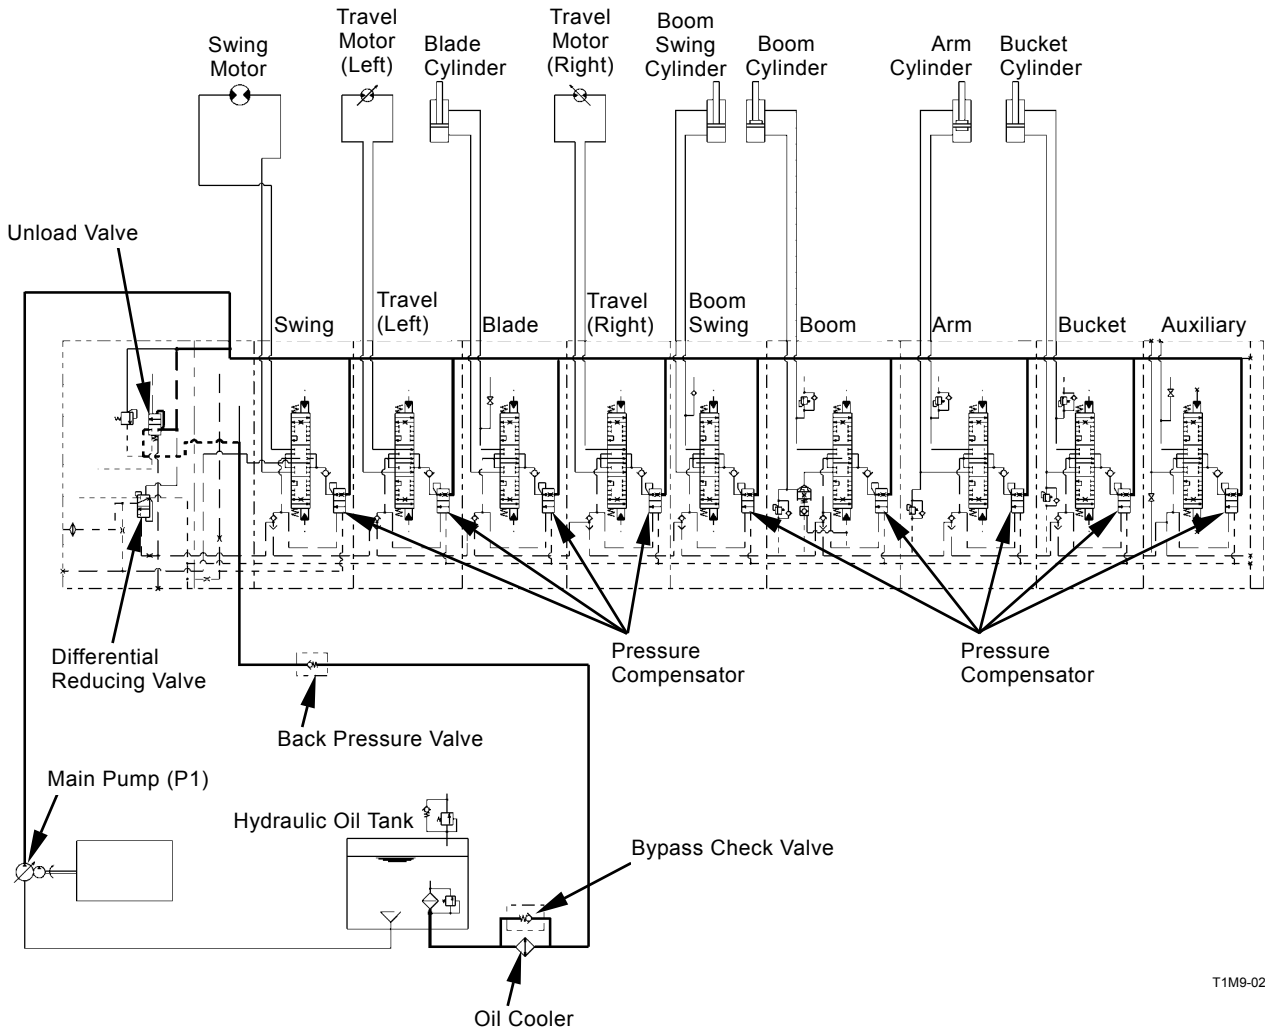 Swing
Motor
Travel
Motor
(Left)
Blade
Cylinder
Travel
Motor
(Right)
Boom
Swing
Cylinder
Boom
Cylinder
Arm
Cylinder
Bucket
Cylinder
Unload Valve
Swing
Travel
(Left)
Blade
Travel
(Right)
Boom
Swing
Boom
Arm
Bucket
Auxiliary
Differential
Reducing Valve
Pressure
Compensator
Pressure
Compensator
Back Pressure Valve
Main Pump (P1)
Hydraulic Oil Tank
Bypass Check Valve
Oil Cooler
T1M9-02